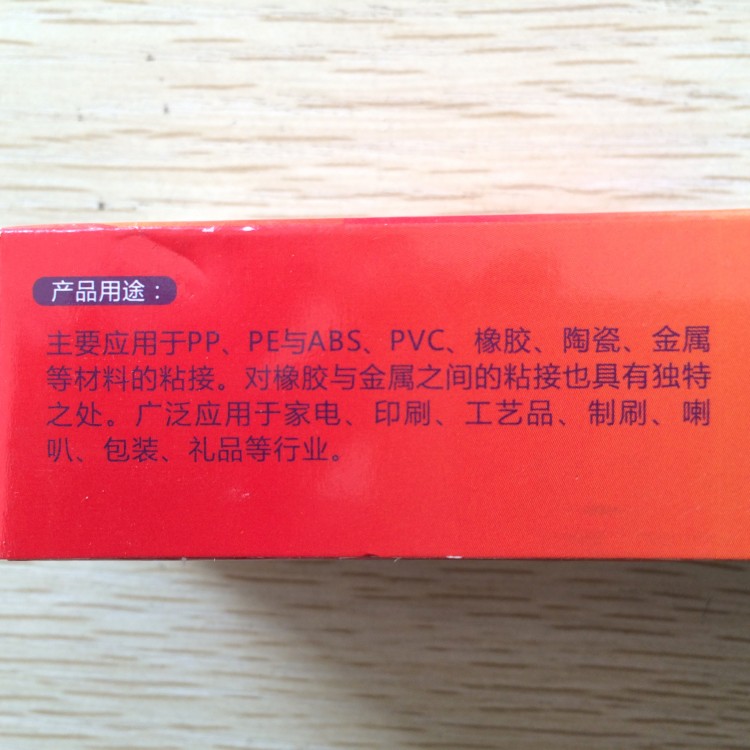 产品用途：
主要应用于PP、PE与ABS、PVC、橡胶、陶瓷、金属
等材料的粘接。对橡胶与金属之间的粘接也具有独特
之处。广泛应用于家电、印刷、工艺品、制刷、喇
叭、包装、礼品等行业。